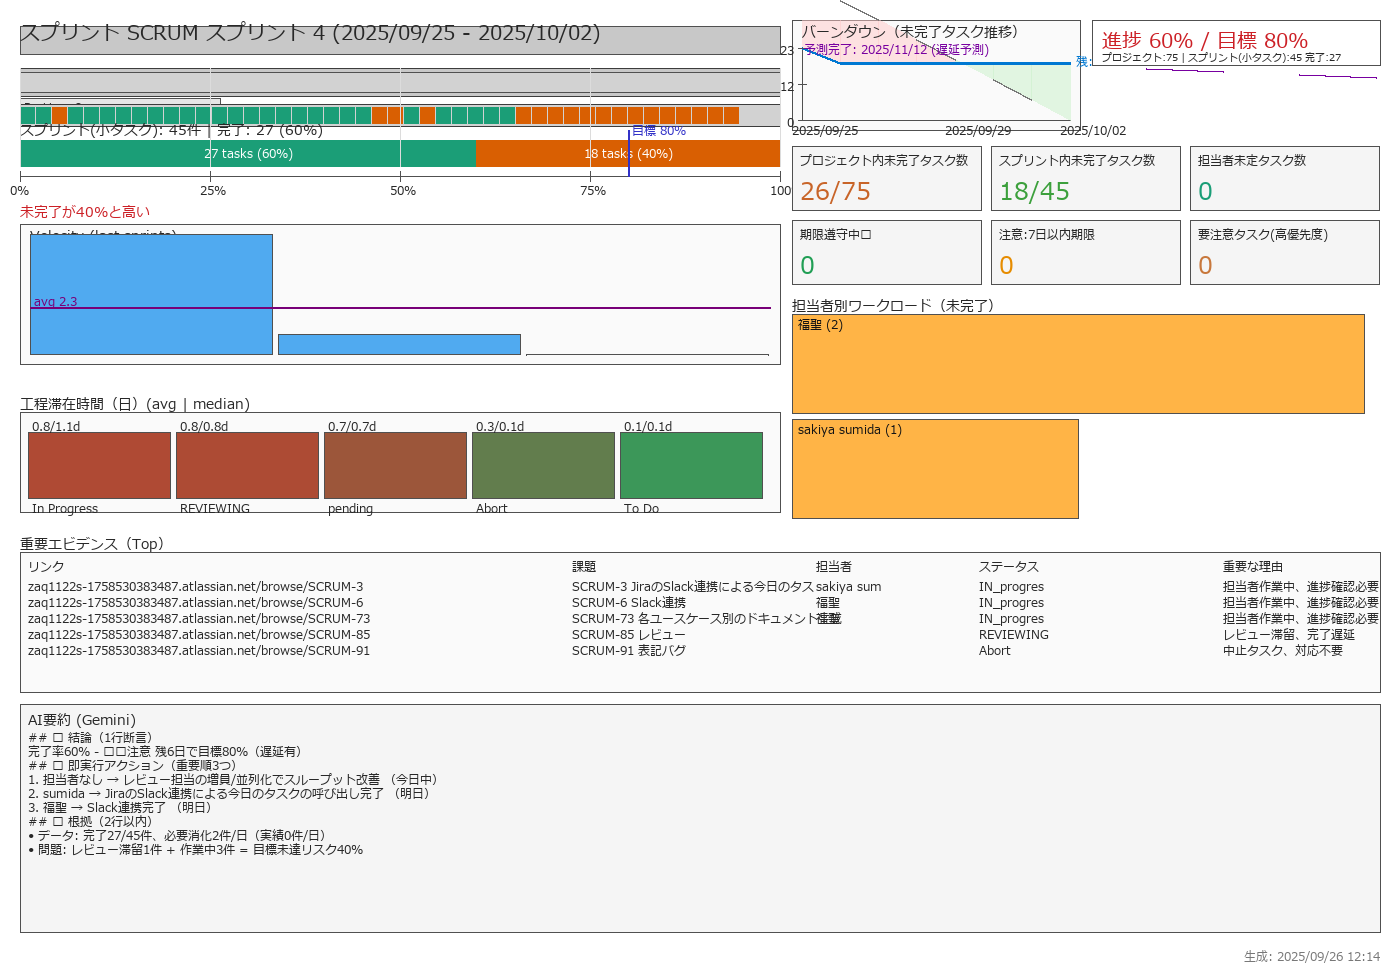 スプリント SCRUM スプリント 4 (2025/09/25 - 2025/10/02)
スプリント(小タスク): 45件 | 完了: 27 (60%)
目標 80%
27 tasks (60%)
18 tasks (40%)
0%
25%
50%
75%
100
未完了が40%と高い
Velocity (last sprints)
avg 2.3
工程滞在時間（日）(avg | median)
0.8/1.1d
0.8/0.8d
0.7/0.7d
0.3/0.1d
0.1/0.1d
In Progress
REVIEWING
pending
Abort
To Do
バーンダウン（未完了タスク推移）
予測完了: 2025/11/12 (遅延予測)
23
12
0
残:
2025/09/25
2025/09/29
2025/10/02
進捗 60% / 目標 80%
プロジェクト:75 | スプリント(小タスク):45 完了:27
プロジェクト内未完了タスク数
26/75
スプリント内未完了タスク数
18/45
担当者未定タスク数
0
期限遵守中□
0
注意:7日以内期限
0
要注意タスク(高優先度)
0
担当者別ワークロード（未完了）
福聖 (2)
sakiya sumida (1)
重要エビデンス（Top）
リンク 課題 担当者 ステータス 重要な理由
zaq1122s-1758530383487.atlassian.net/browse/SCRUM-3 SCRUM-3 JiraのSlack連携による今日のタス sakiya sum IN_progres 担当者作業中、進捗確認必要
zaq1122s-1758530383487.atlassian.net/browse/SCRUM-6 SCRUM-6 Slack連携 福聖 IN_progres 担当者作業中、進捗確認必要
zaq1122s-1758530383487.atlassian.net/browse/SCRUM-73 SCRUM-73 各ユースケース別のドキュメント IN_progres 担当者作業中、進捗確認必要
zaq1122s-1758530383487.atlassian.net/browse/SCRUM-85 SCRUM-85 レビュー REVIEWING レビュー滞留、完了遅延
zaq1122s-1758530383487.atlassian.net/browse/SCRUM-91 SCRUM-91 表記バグ Abort 中止タスク、対応不要
AI要約 (Gemini)
## □ 結論（1行断言）
完了率60% - □□注意 残6日で目標80%（遅延有）
## □ 即実行アクション（重要順3つ）
1. 担当者なし → レビュー担当の増員/並列化でスループット改善 （今日中）
2. sumida → JiraのSlack連携による今日のタスクの呼び出し完了 （明日）
3. 福聖 → Slack連携完了 （明日）
## □ 根拠（2行以内）
• データ: 完了27/45件、必要消化2件/日（実績0件/日）
• 問題: レビュー滞留1件 + 作業中3件 = 目標未達リスク40%
生成: 2025/09/26 12:14